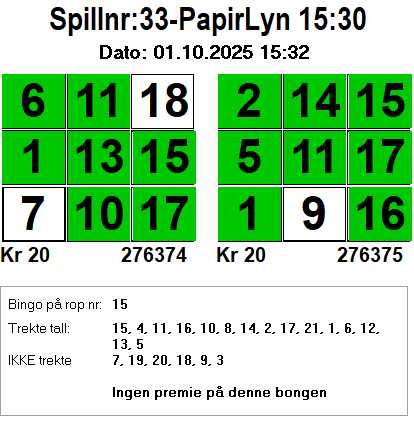 Spillnr:33-PapirLyn 15:30
Dato: 01.10.2025 15:32
6 11 18 2 14 15
1 13 15 5 11 17
7 10 17 1 9 16
Kr 20 276374 Kr 20 276375
Bingo på rop nr: 15
Trekte tall: 15, 4, 11, 16, 10, 8, 14, 2, 17, 21, 1, 6, 12,
13, 5
IKKE trekte 7, 19, 20, 18, 9, 3
Ingen premie på denne bongen